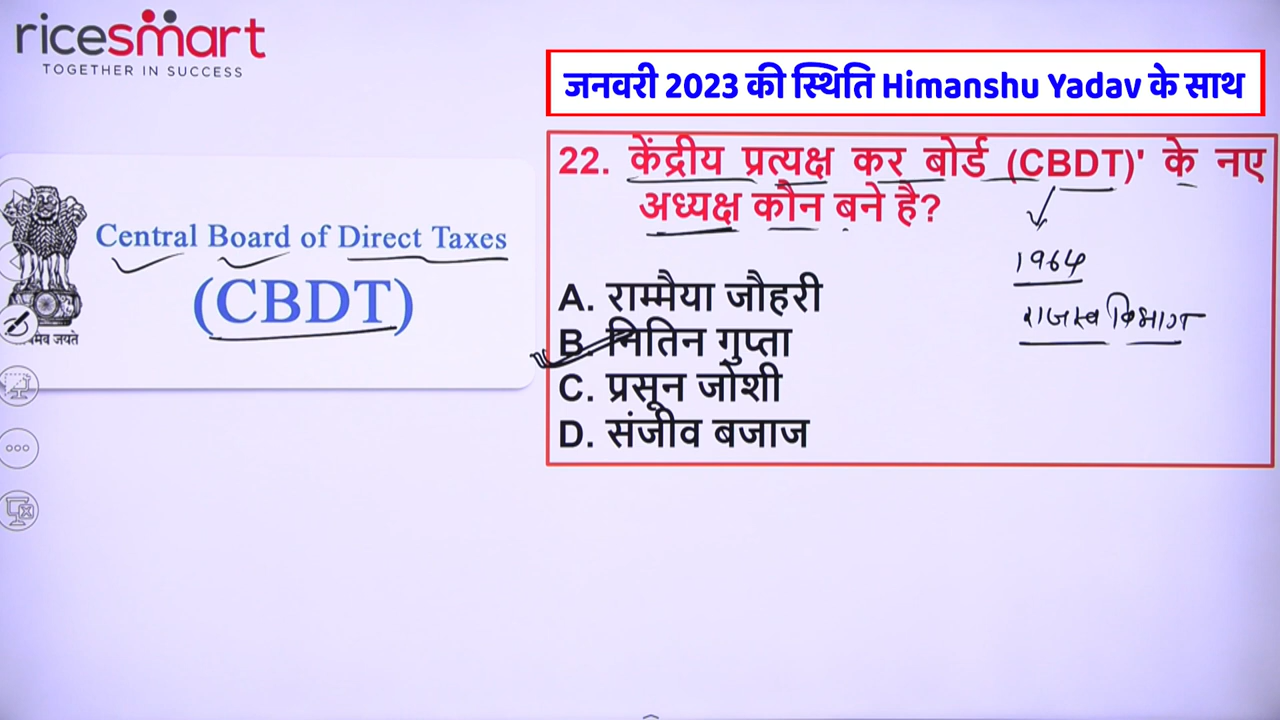 ricesmart
TOGETHER IN SUCCESS
जनवरी 2023 की स्थिति Himanshu Yadav के साथ
22. केंद्रीय प्रत्यक्ष कर बोर्ड (CBDT)' के नए
अध्यक्ष कौन बने है?
1964
राजस्व विभाग
A. राम्मैया जौहरी
B. नितिन गुप्ता
C. प्रसून जोशी
D. संजीव बजाज
Central Board of Direct Taxes
(CBDT)
जयते